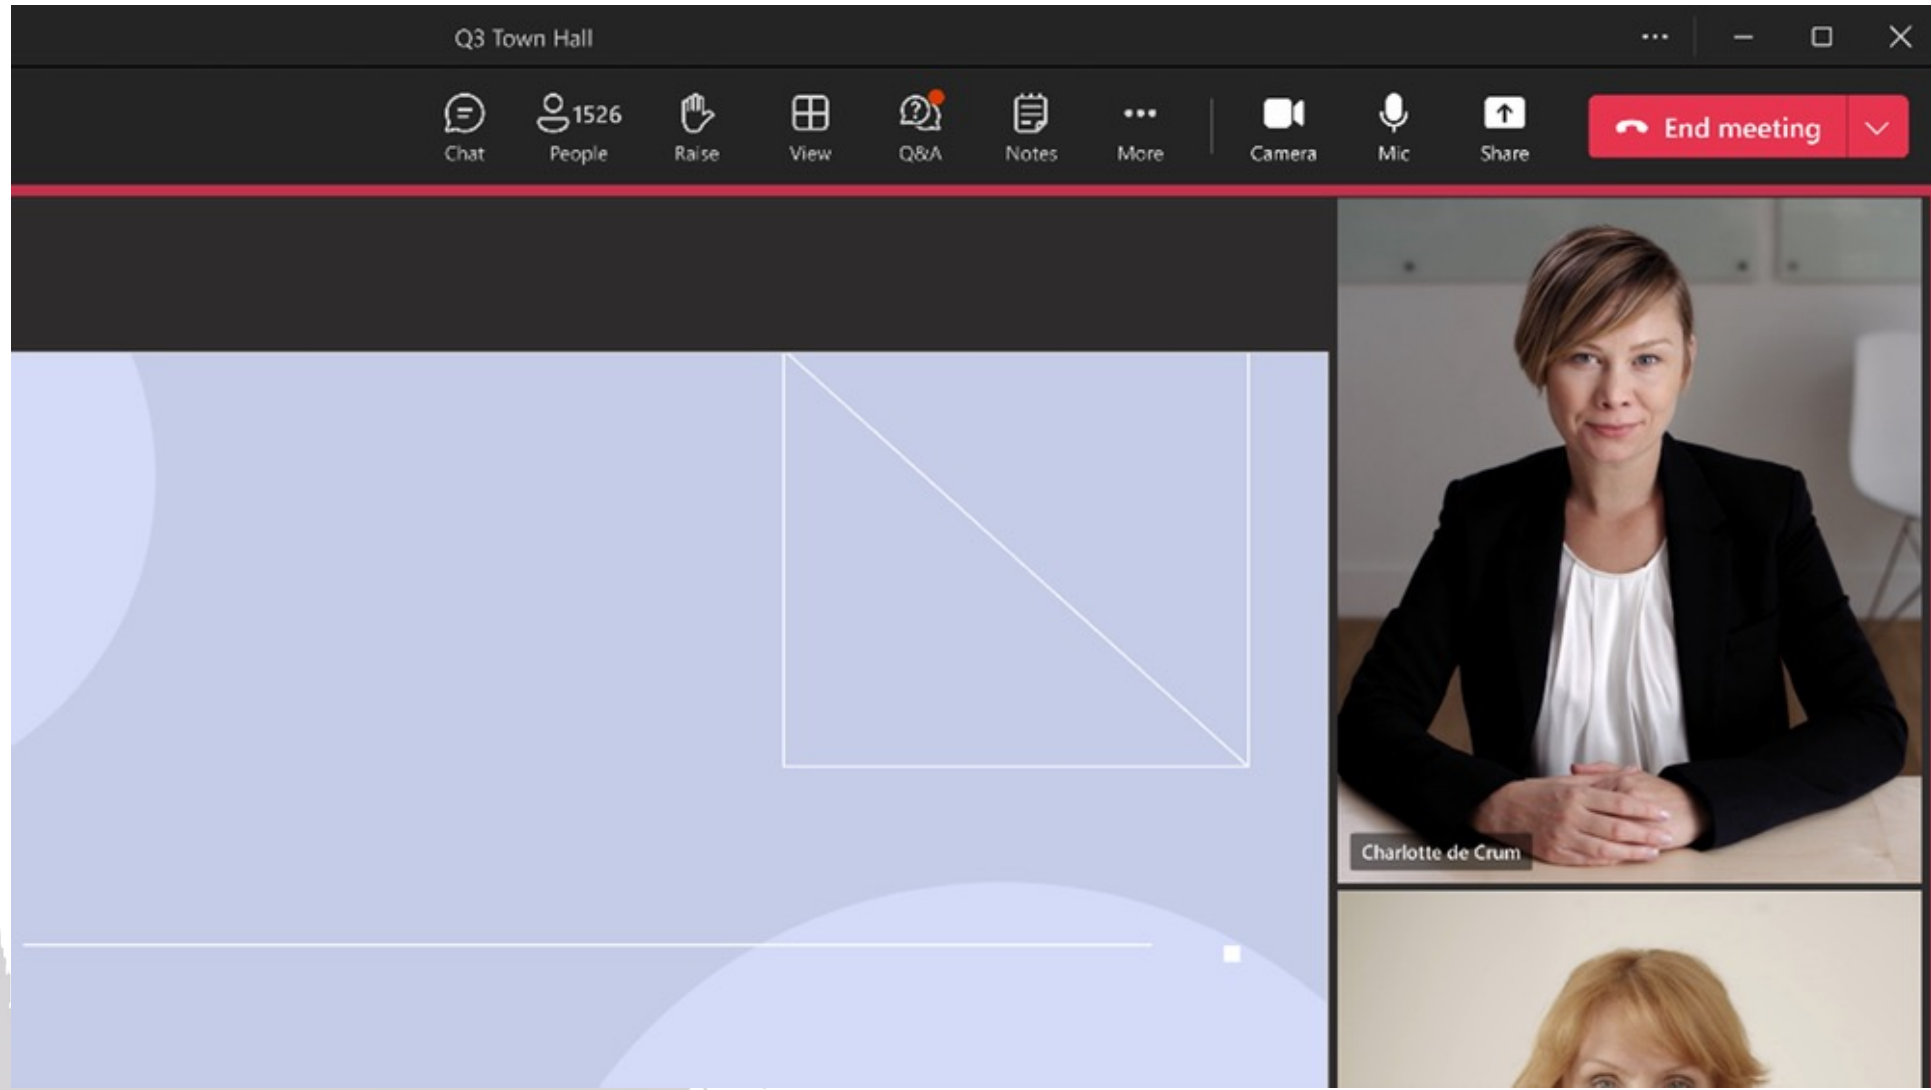 Q3 Town Hall
1526
Chat People Raise View Q&A Notes More Camera Mic Share End meeting
Charlotte de Crum